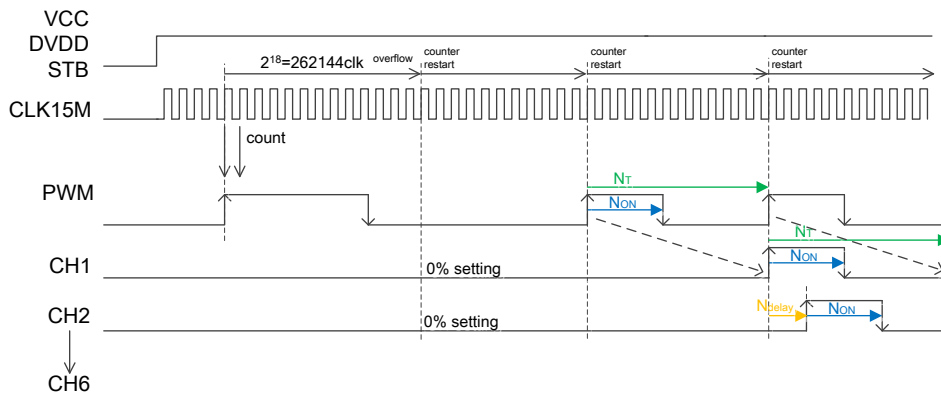 VCC
DVDD
STB
2¹⁸=262144clk overflow
counter
restart
counter
restart
counter
restart
CLK15M
count
PWM
NT
NON
NT
CH1
0% setting
NON
CH2
0% setting
Ndelay
NON
CH6